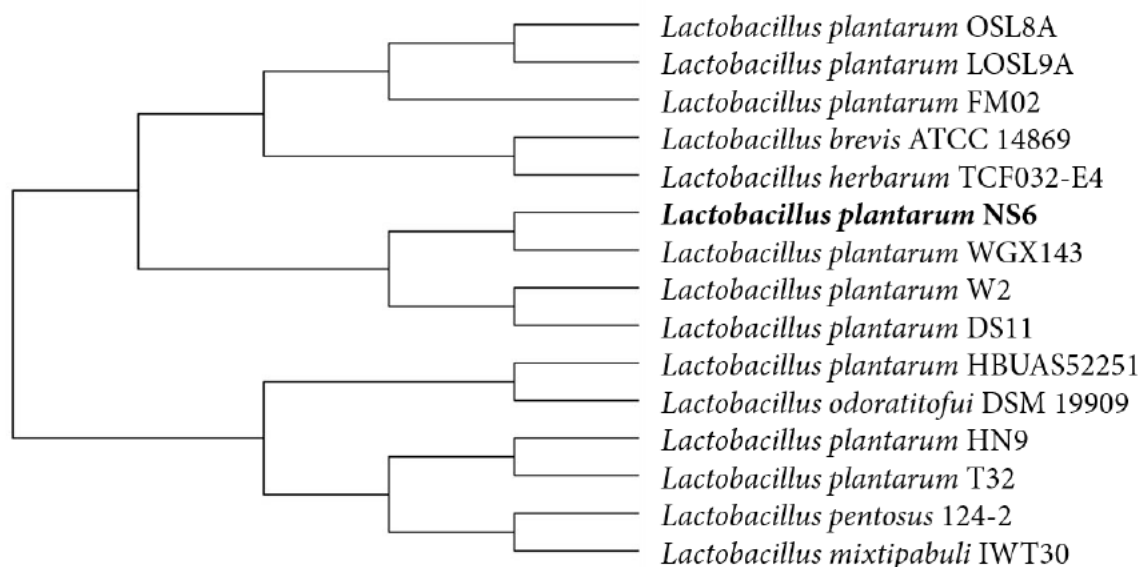 Lactobacillus plantarum OSL8A
Lactobacillus plantarum LOSL9A
Lactobacillus plantarum FM02
Lactobacillus brevis ATCC 14869
Lactobacillus herbarum TCF032-E4
Lactobacillus plantarum NS6
Lactobacillus plantarum WGX143
Lactobacillus plantarum W2
Lactobacillus plantarum DS11
Lactobacillus plantarum HBUAS52251
Lactobacillus odoratitofui DSM 19909
Lactobacillus plantarum HN9
Lactobacillus plantarum T32
Lactobacillus pentosus 124-2
Lactobacillus mixtipabuli IWT30